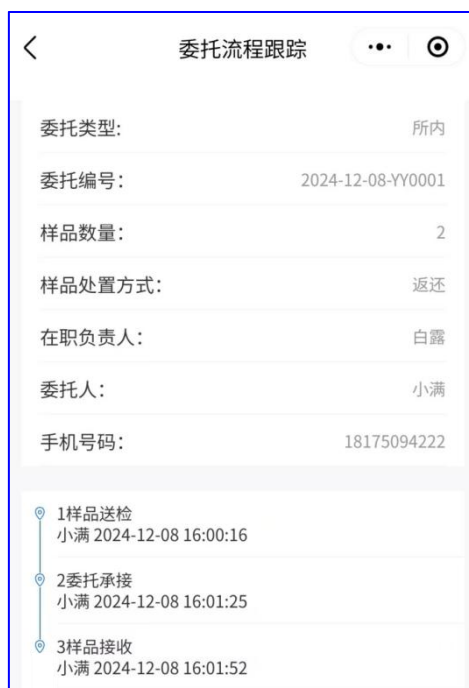 委托流程跟踪
委托类型: 所内
委托编号： 2024-12-08-YY0001
样品数量： 2
样品处置方式： 返还
在职负责人： 白露
委托人： 小满
手机号码： 18175094222
1样品送检
小满 2024-12-08 16:00:16
2委托承接
小满 2024-12-08 16:01:25
3样品接收
小满 2024-12-08 16:01:52